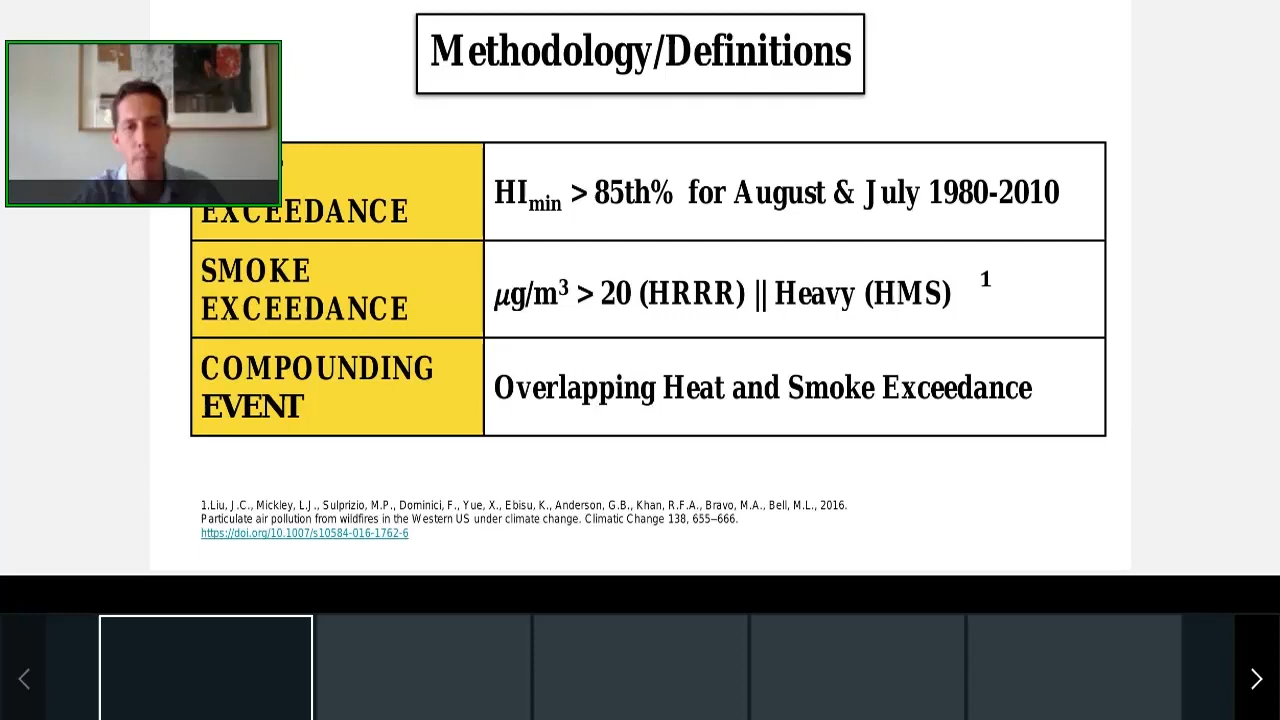 Methodology/Definitions
EXCEEDANCE
HImin > 85th% for August & July 1980-2010
SMOKE
EXCEEDANCE
μg/m³ > 20 (HRRR) || Heavy (HMS) 1
COMPOUNDING
EVENT
Overlapping Heat and Smoke Exceedance
1.Liu, J.C., Mickley, L.J., Sulprizio, M.P., Dominici, F., Yue, X., Ebisu, K., Anderson, G.B., Khan, R.F.A., Bravo, M.A., Bell, M.L., 2016.
Particulate air pollution from wildfires in the Western US under climate change. Climatic Change 138, 655–666.
https://doi.org/10.1007/s10584-016-1762-6